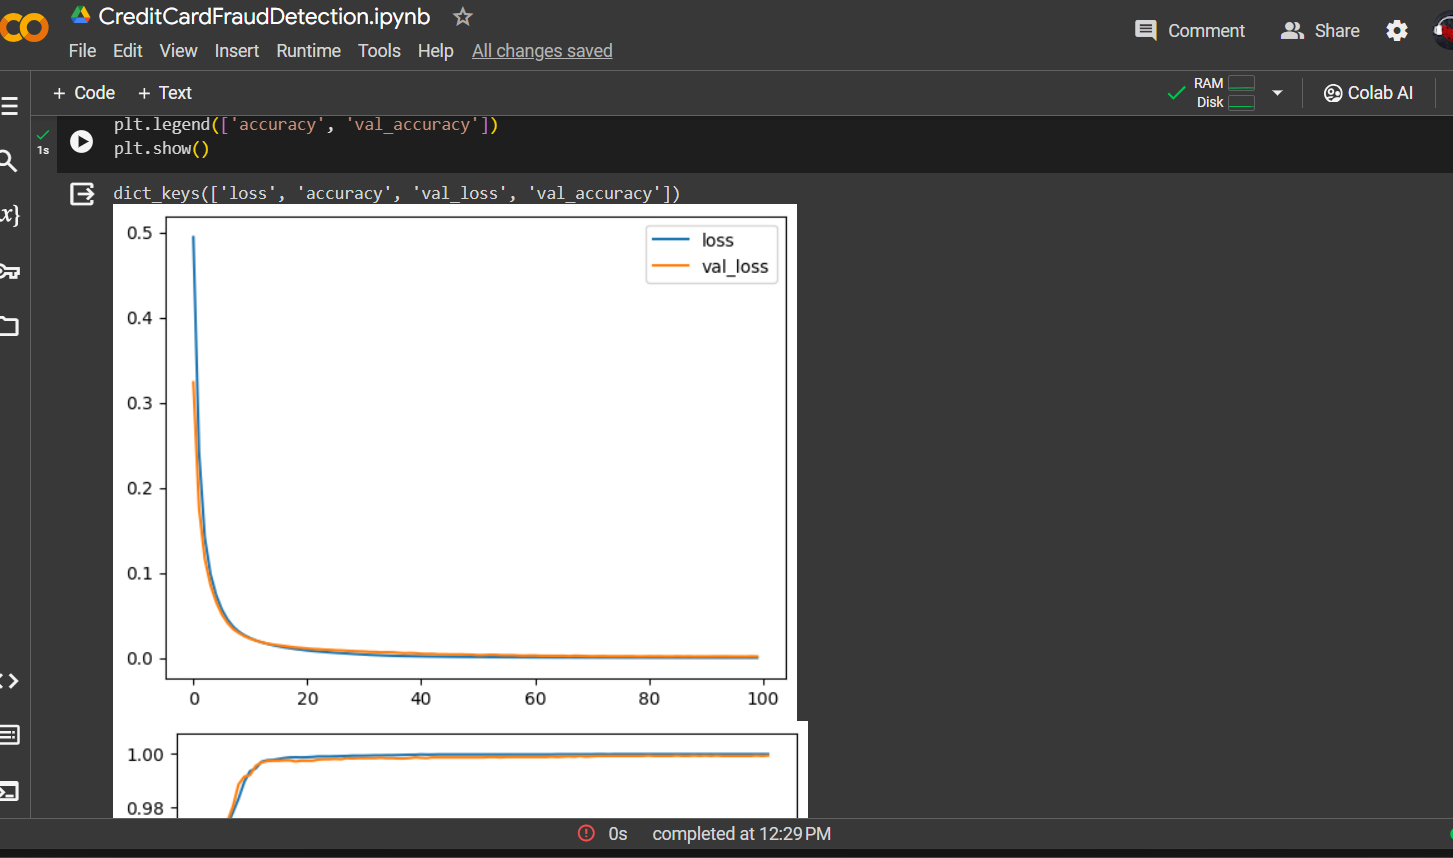 CreditCardFraudDetection.ipynb
Comment
Share
File Edit View Insert Runtime Tools Help All changes saved
+ Code + Text
RAM
Disk
Colab AI
plt.legend(['accuracy', 'val_accuracy'])
1s
plt.show()
{x}
dict_keys(['loss', 'accuracy', 'val_loss', 'val_accuracy'])
0.5
loss
val_loss
0.4
0.3
0.2
0.1
0.0
0 20 40 60 80 100
1.00
0.98
0s completed at 12:29 PM